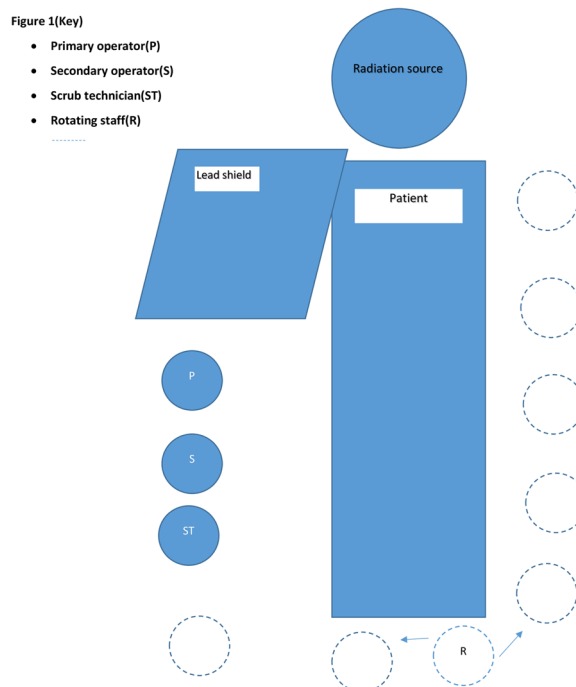 Figure 1(Key)
• Primary operator(P)
• Secondary operator(S)
• Scrub technician(ST)
• Rotating staff(R)
Radiation source
Lead shield
Patient
P
S
ST
R